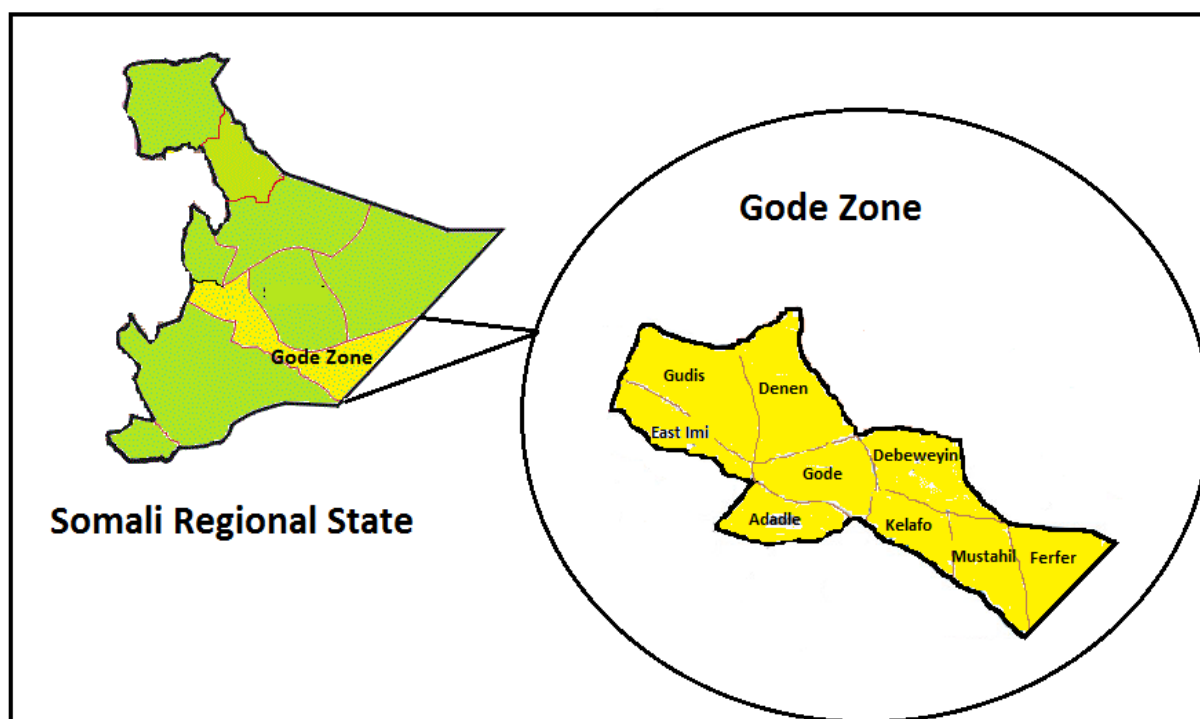 Gode Zone
Somali Regional State
Gode Zone
Gudis
Denen
East Imi
Debeweyin
Gode
Adadle
Kelafo
Mustahil
Ferfer